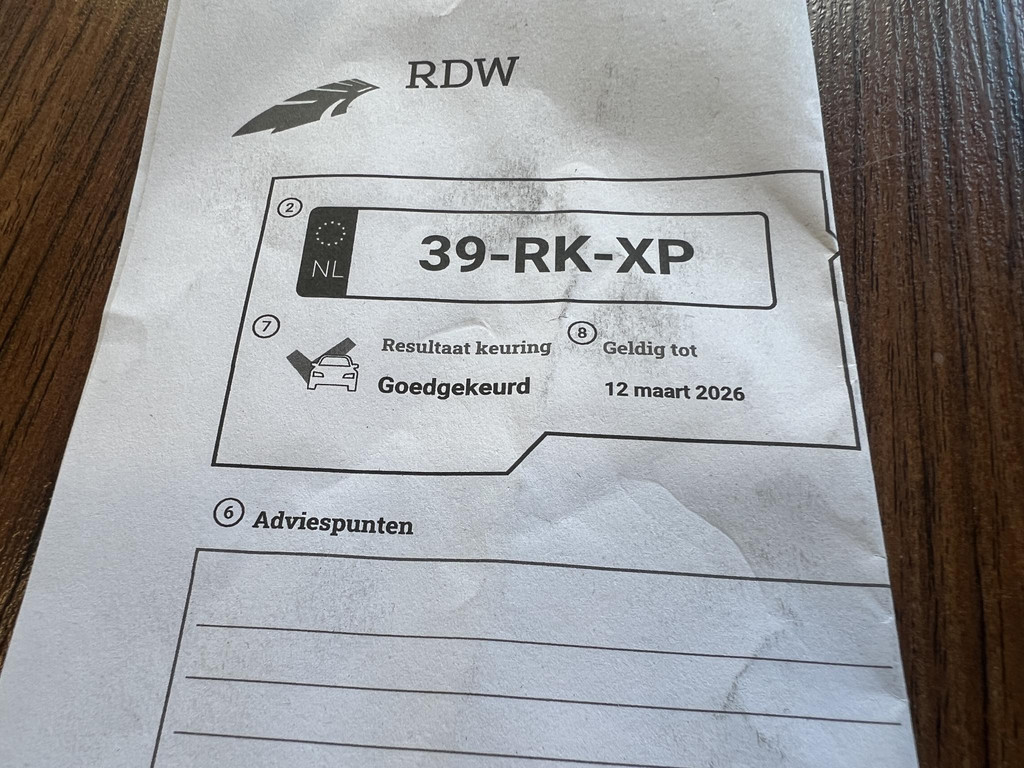 RDW
2
NL
39-RK-XP
7
Resultaat keuring
8
Geldig tot
Goedgekeurd
12 maart 2026
6 Adviespunten